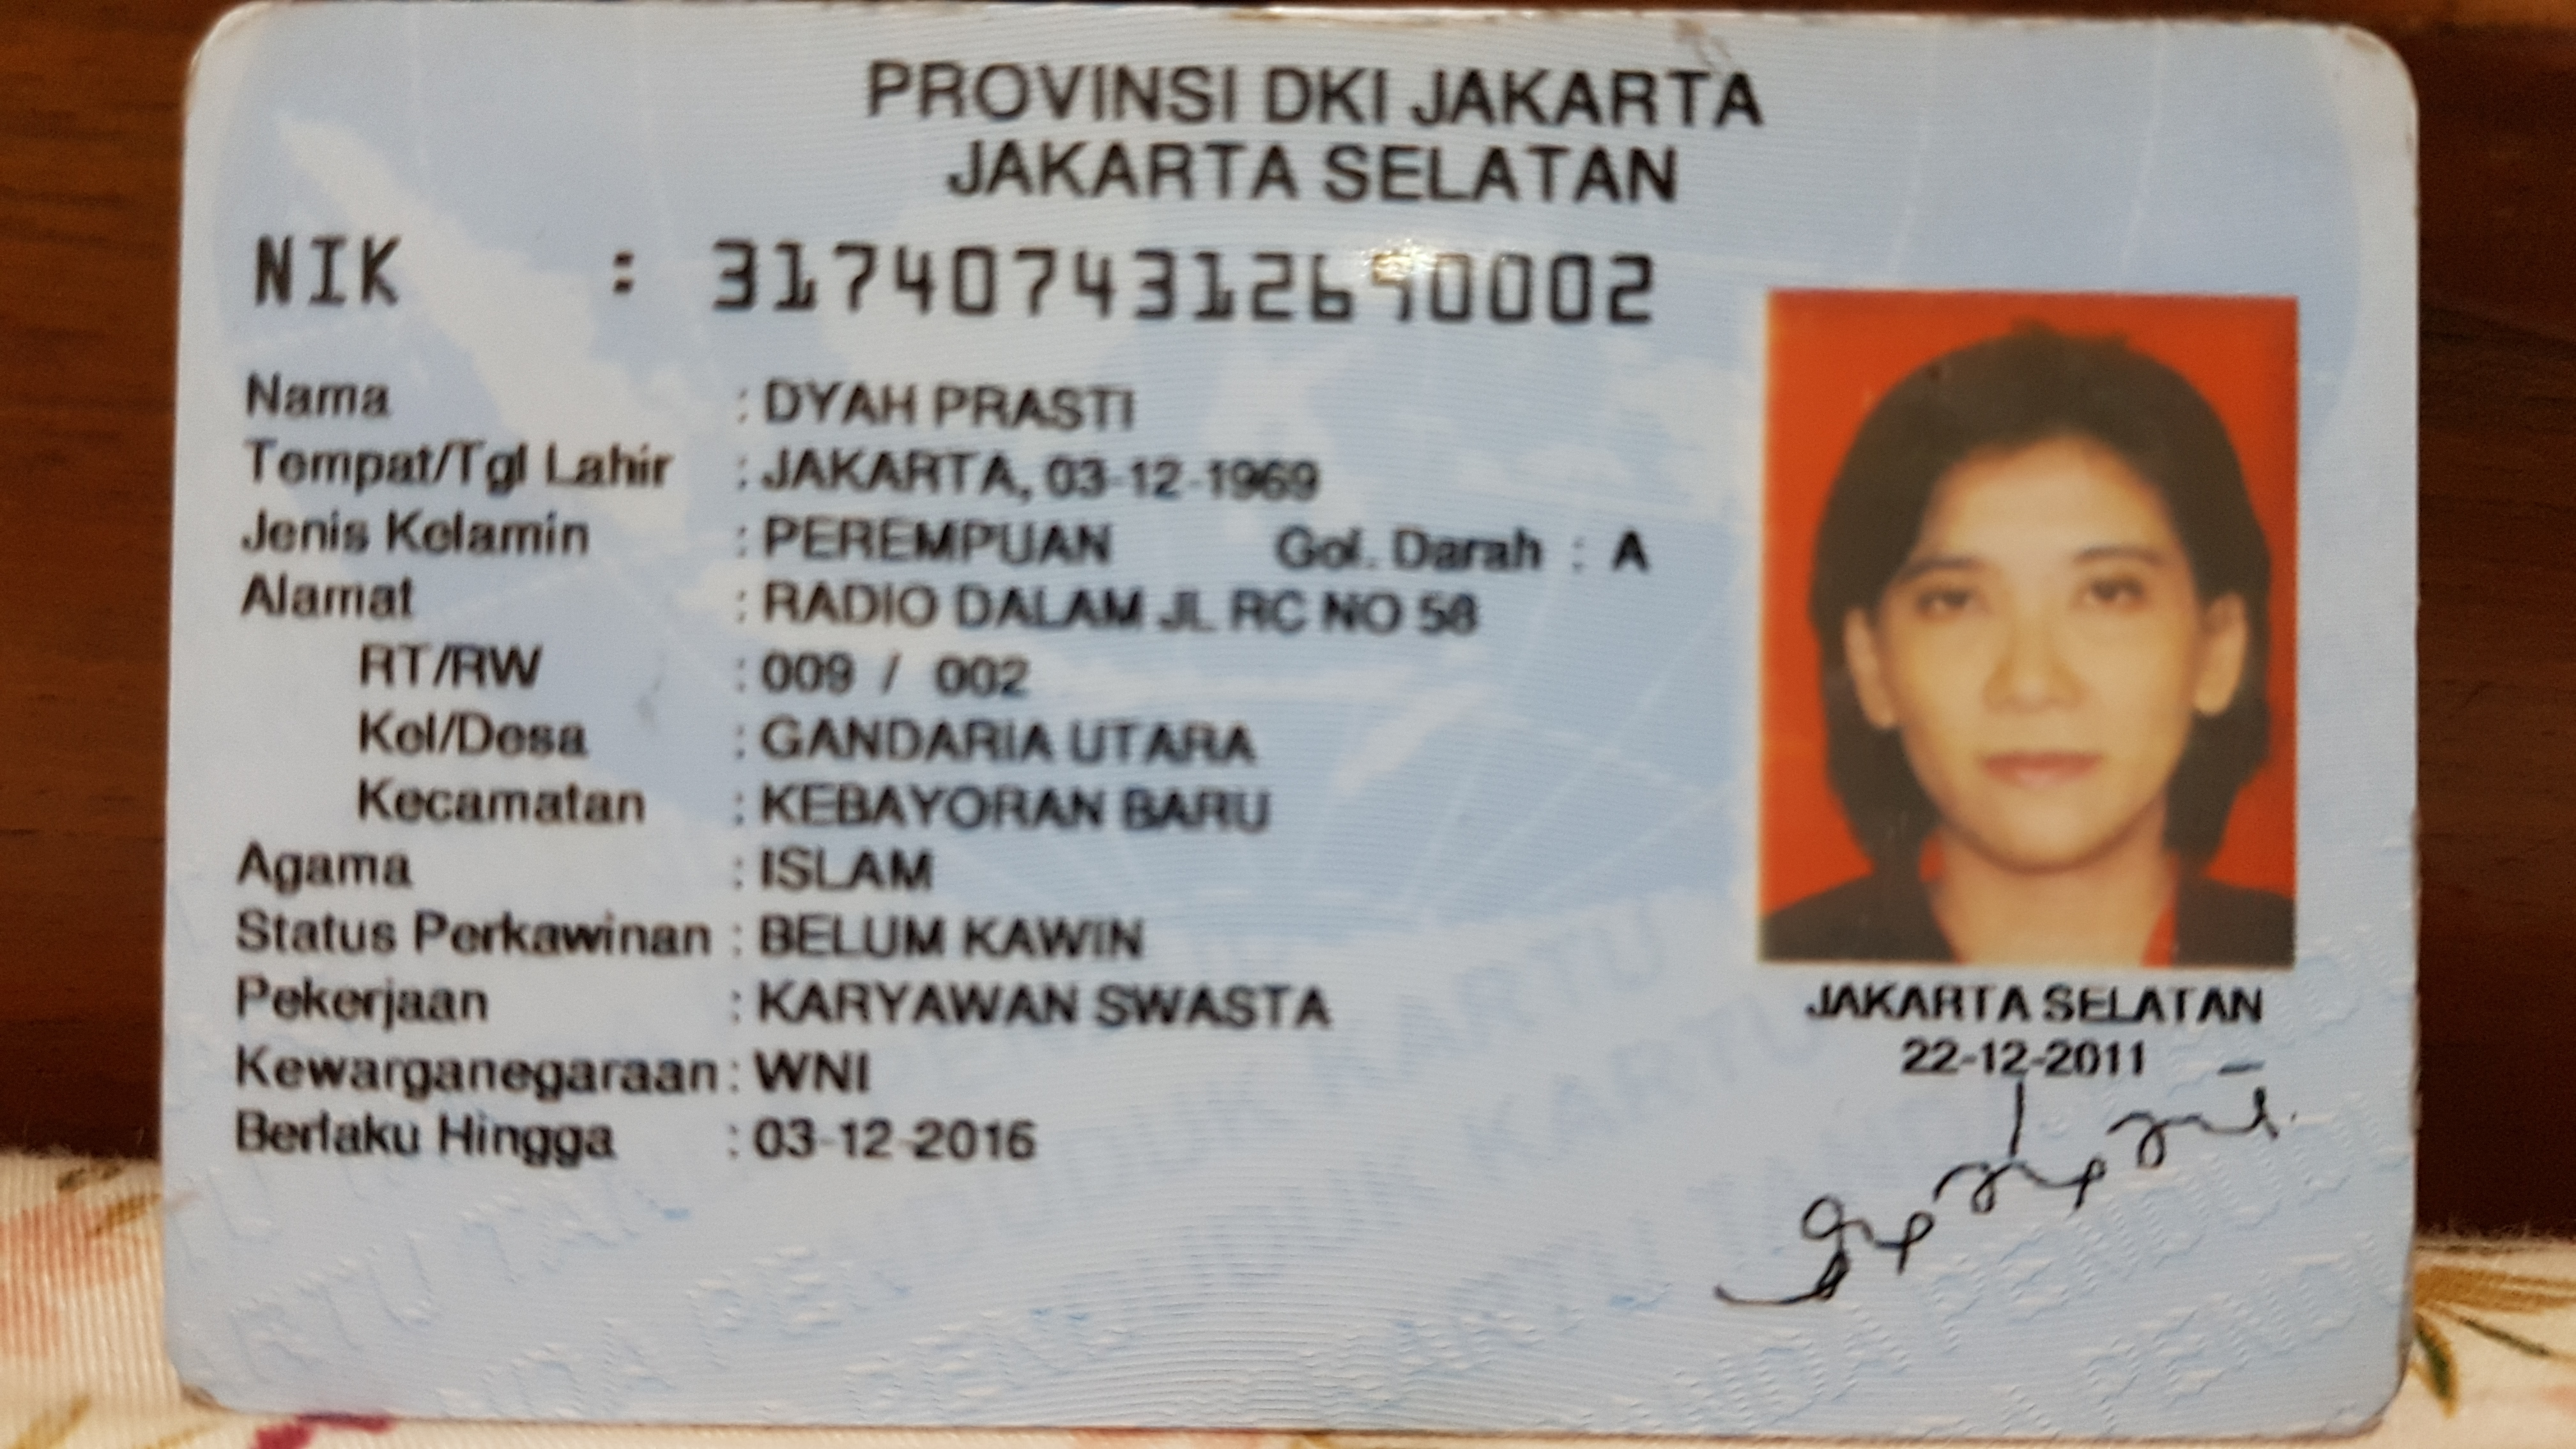 PROVINSI DKI JAKARTA
JAKARTA SELATAN
NIK : 3174074312690002
Nama : DYAH PRASTI
Tempat/Tgl Lahir : JAKARTA, 03-12-1969
Jenis Kelamin : PEREMPUAN Gol. Darah : A
Alamat : RADIO DALAM JL RC NO 58
RT/RW : 009 / 002
Kel/Desa : GANDARIA UTARA
Kecamatan : KEBAYORAN BARU
Agama : ISLAM
Status Perkawinan : BELUM KAWIN
Pekerjaan : KARYAWAN SWASTA
Kewarganegaraan : WNI
Berlaku Hingga : 03-12-2016
JAKARTA SELATAN
22-12-2011